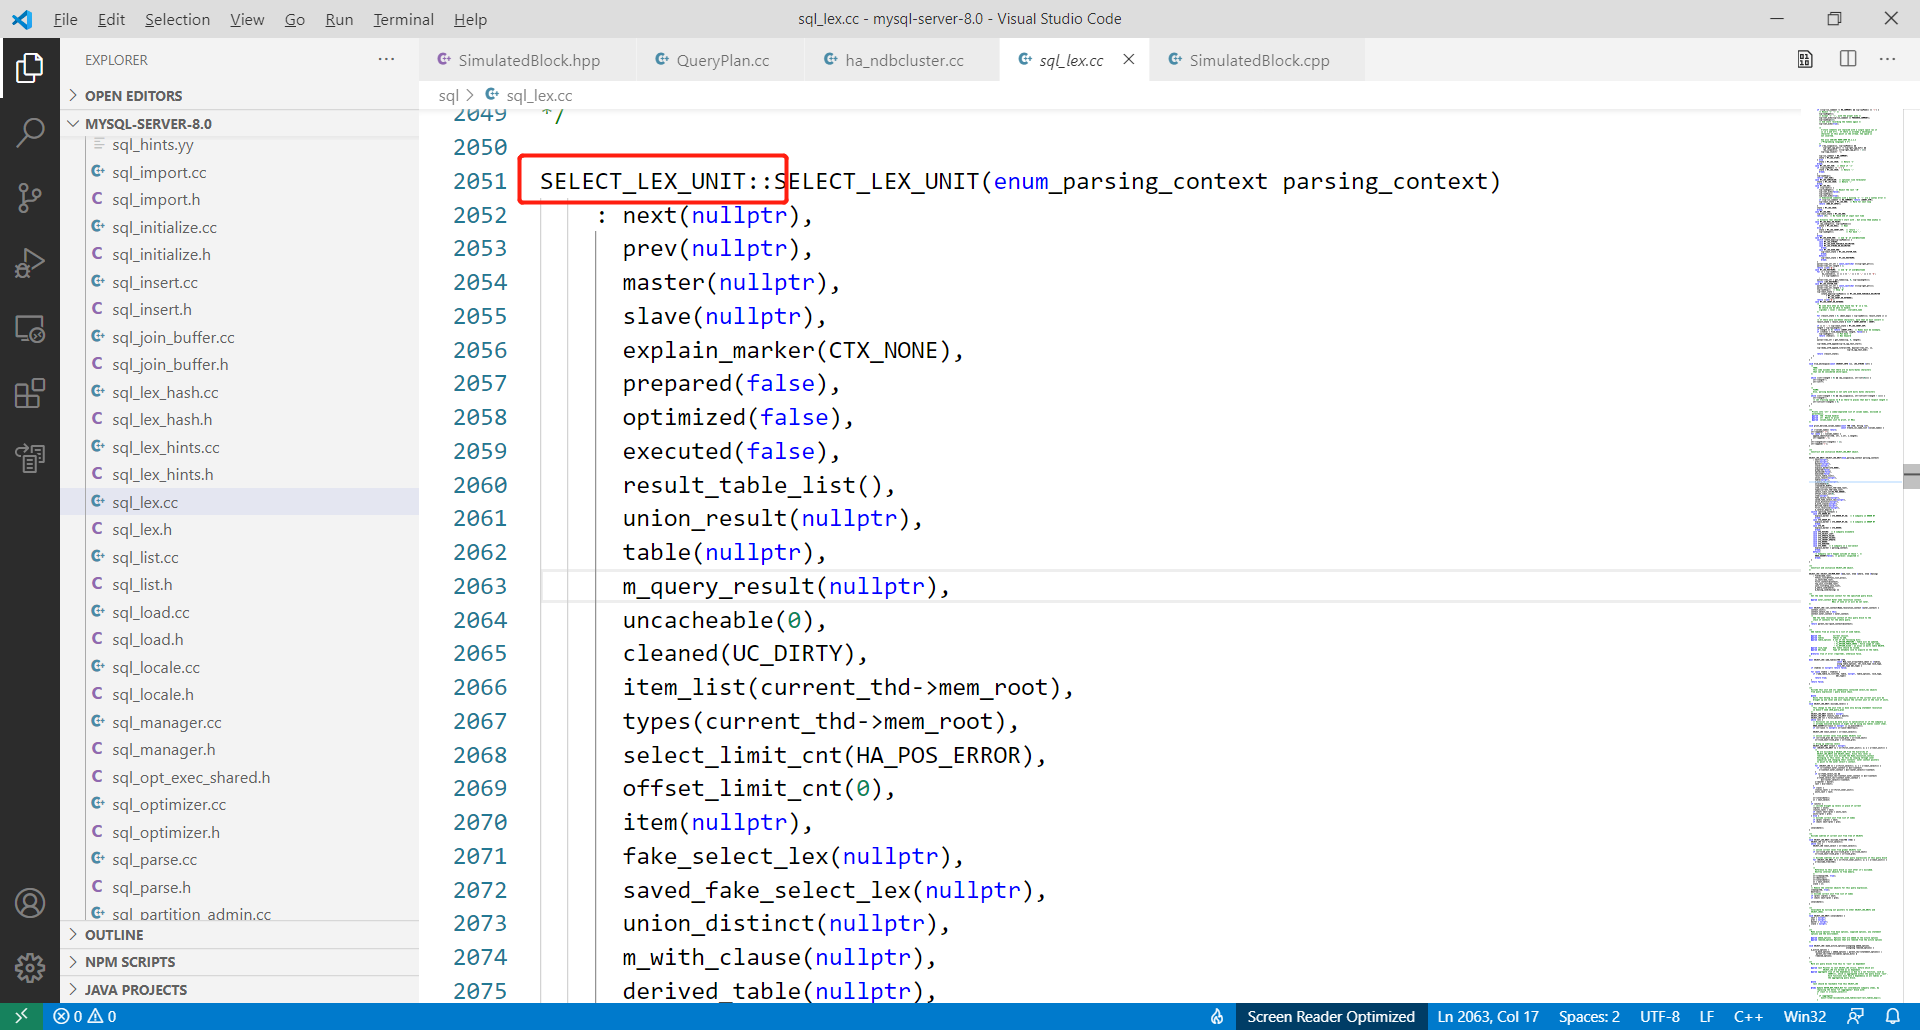 File Edit Selection View Go Run Terminal Help
sql_lex.cc - mysql-server-8.0 - Visual Studio Code
EXPLORER
OPEN EDITORS
MYSQL-SERVER-8.0
sql_hints.yy
sql_import.cc
sql_import.h
sql_initialize.cc
sql_initialize.h
sql_insert.cc
sql_insert.h
sql_join_buffer.cc
sql_join_buffer.h
sql_lex_hash.cc
sql_lex_hash.h
sql_lex_hints.cc
sql_lex_hints.h
sql_lex.cc
sql_lex.h
sql_list.cc
sql_list.h
sql_load.cc
sql_load.h
sql_locale.cc
sql_locale.h
sql_manager.cc
sql_manager.h
sql_opt_exec_shared.h
sql_optimizer.cc
sql_optimizer.h
sql_parse.cc
sql_parse.h
sql_partition_admin.cc
OUTLINE
NPM SCRIPTS
JAVA PROJECTS
SimulatedBlock.hpp QueryPlan.cc ha_ndbcluster.cc sql_lex.cc SimulatedBlock.cpp
sql > sql_lex.cc
2049 */
2050
2051 SELECT_LEX_UNIT::SELECT_LEX_UNIT(enum_parsing_context parsing_context)
2052 : next(nullptr),
2053 prev(nullptr),
2054 master(nullptr),
2055 slave(nullptr),
2056 explain_marker(CTX_NONE),
2057 prepared(false),
2058 optimized(false),
2059 executed(false),
2060 result_table_list(),
2061 union_result(nullptr),
2062 table(nullptr),
2063 m_query_result(nullptr),
2064 uncacheable(0),
2065 cleaned(UC_DIRTY),
2066 item_list(current_thd->mem_root),
2067 types(current_thd->mem_root),
2068 select_limit_cnt(HA_POS_ERROR),
2069 offset_limit_cnt(0),
2070 item(nullptr),
2071 fake_select_lex(nullptr),
2072 saved_fake_select_lex(nullptr),
2073 union_distinct(nullptr),
2074 m_with_clause(nullptr),
2075 derived_table(nullptr),
0 0
Screen Reader Optimized Ln 2063, Col 17 Spaces: 2 UTF-8 LF C++ Win32